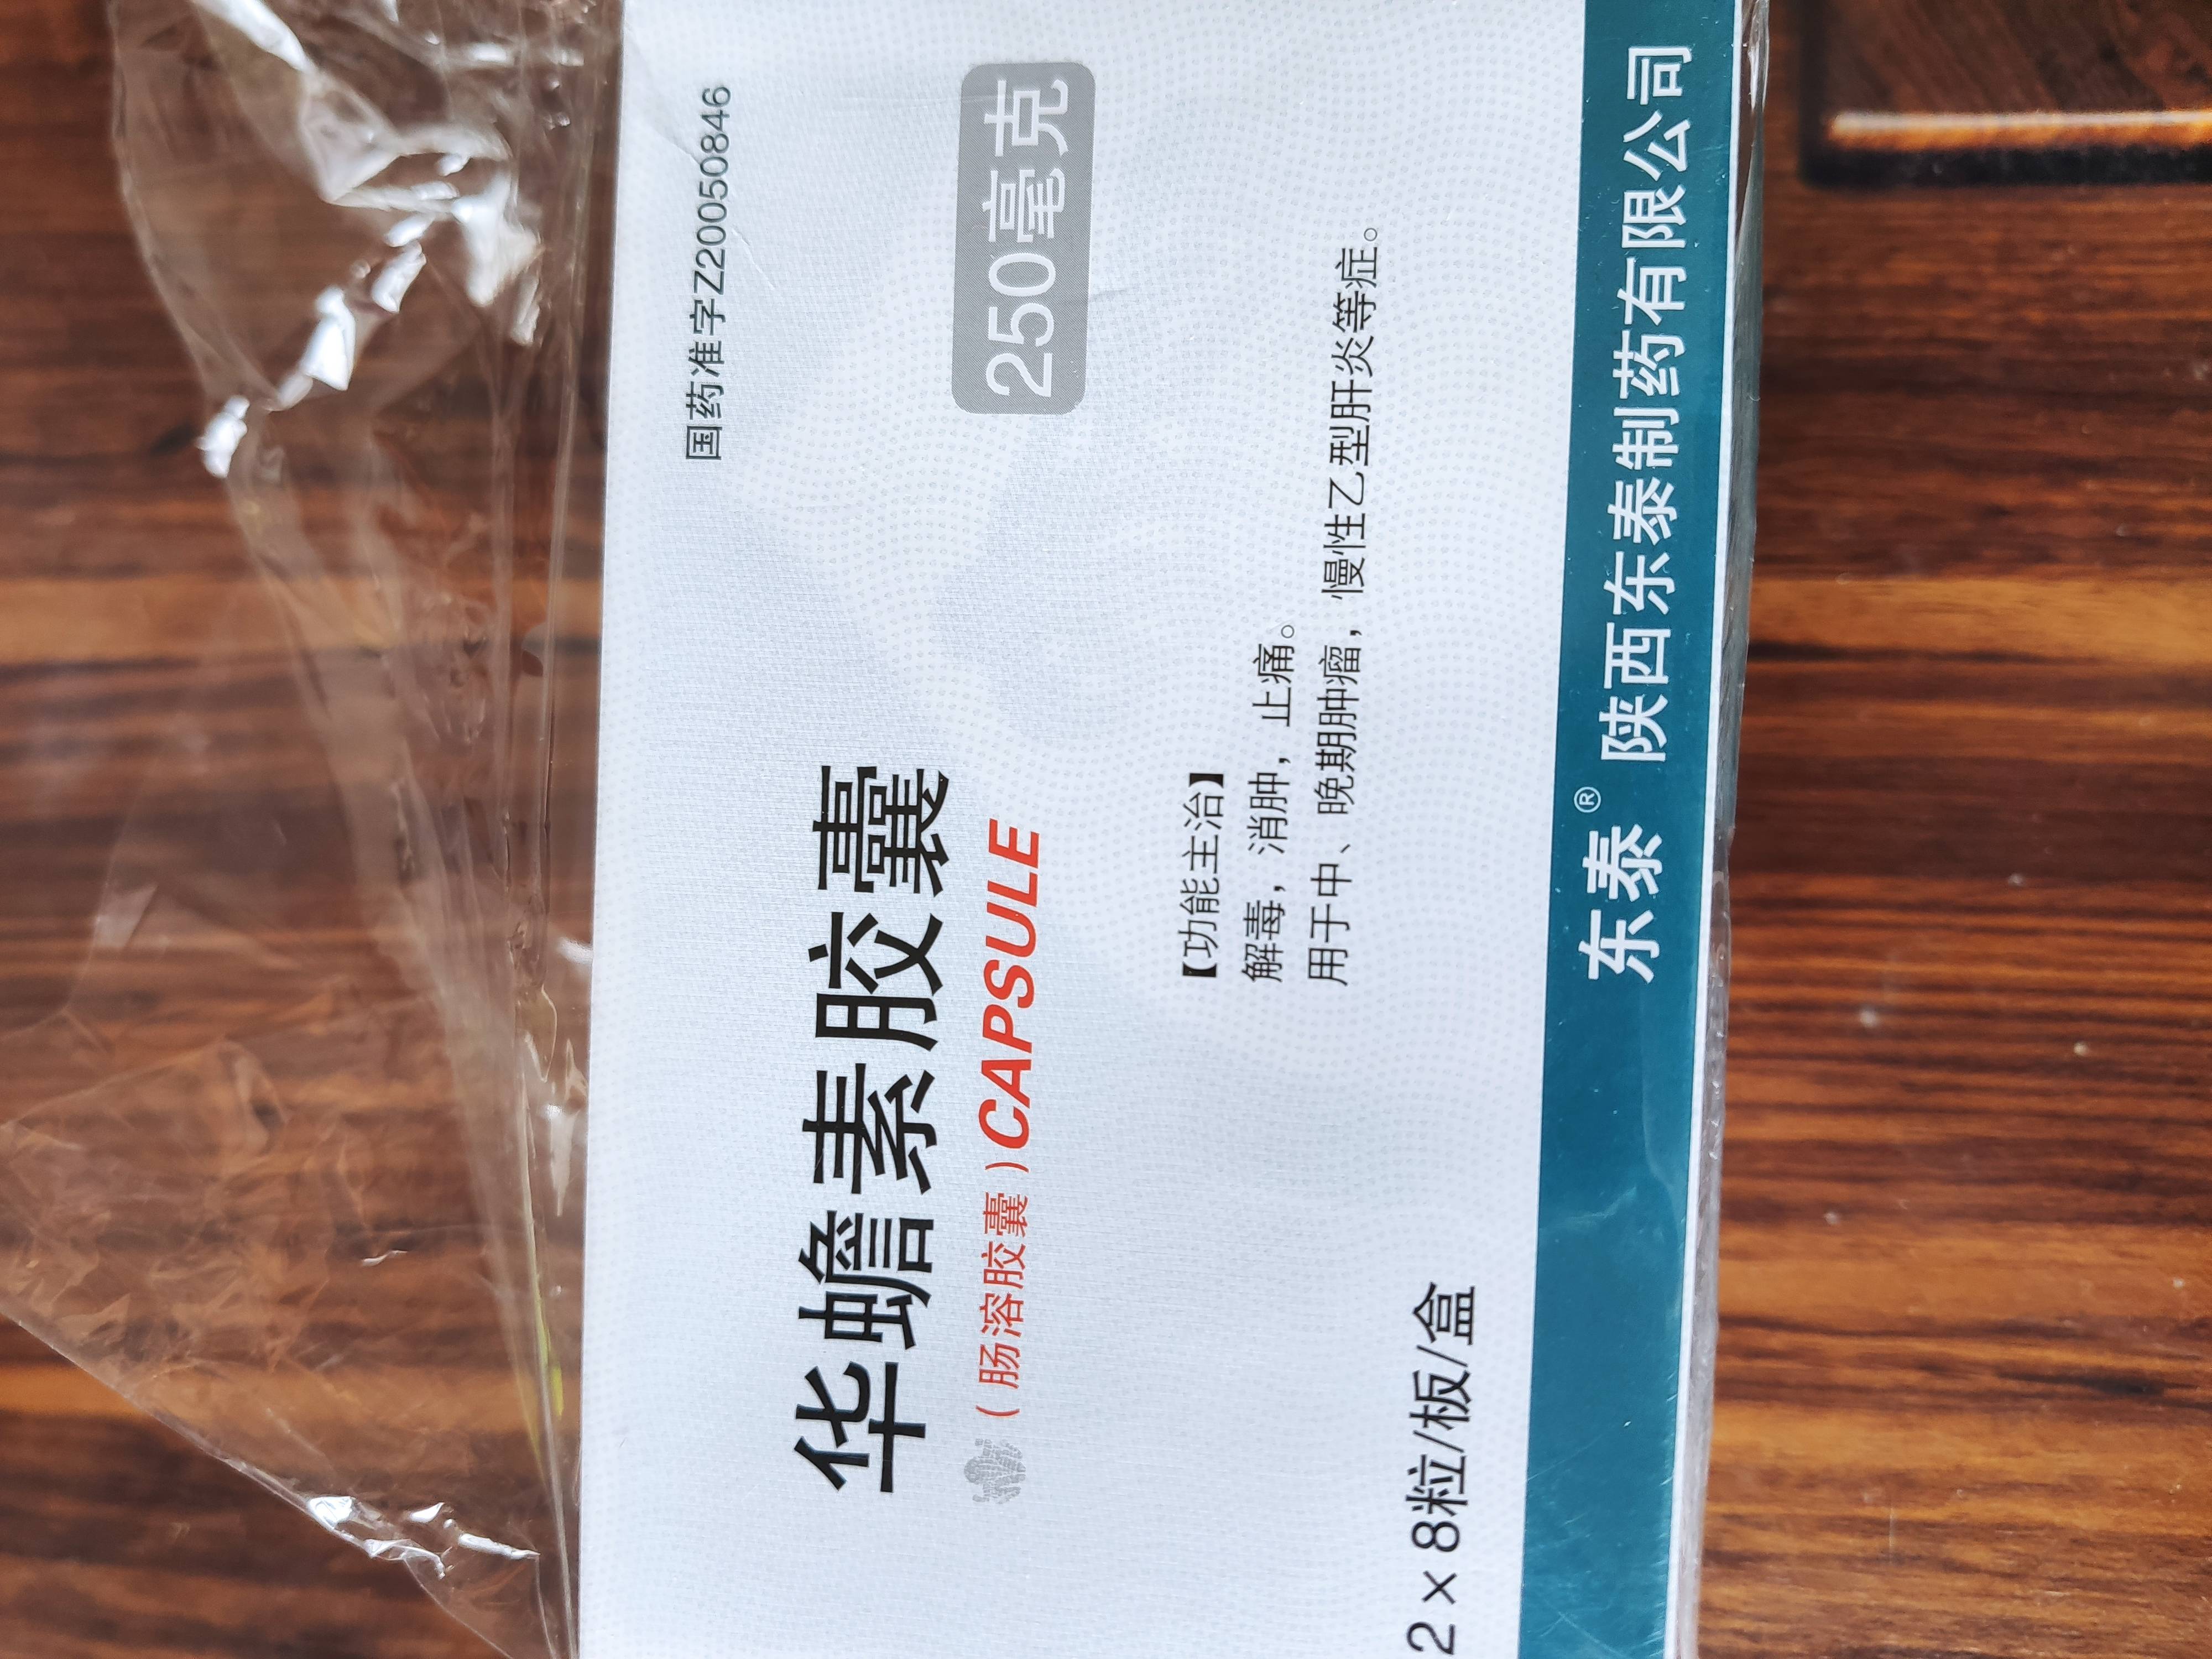 国药准字Z20050846
华蟾素胶囊
(肠溶胶囊)CAPSULE
250毫克
【功能主治】
解毒，消肿，止痛。
用于中、晚期肿瘤，慢性乙型肝炎等症。
2×8粒/板/盒
东泰® 陕西东泰制药有限公司